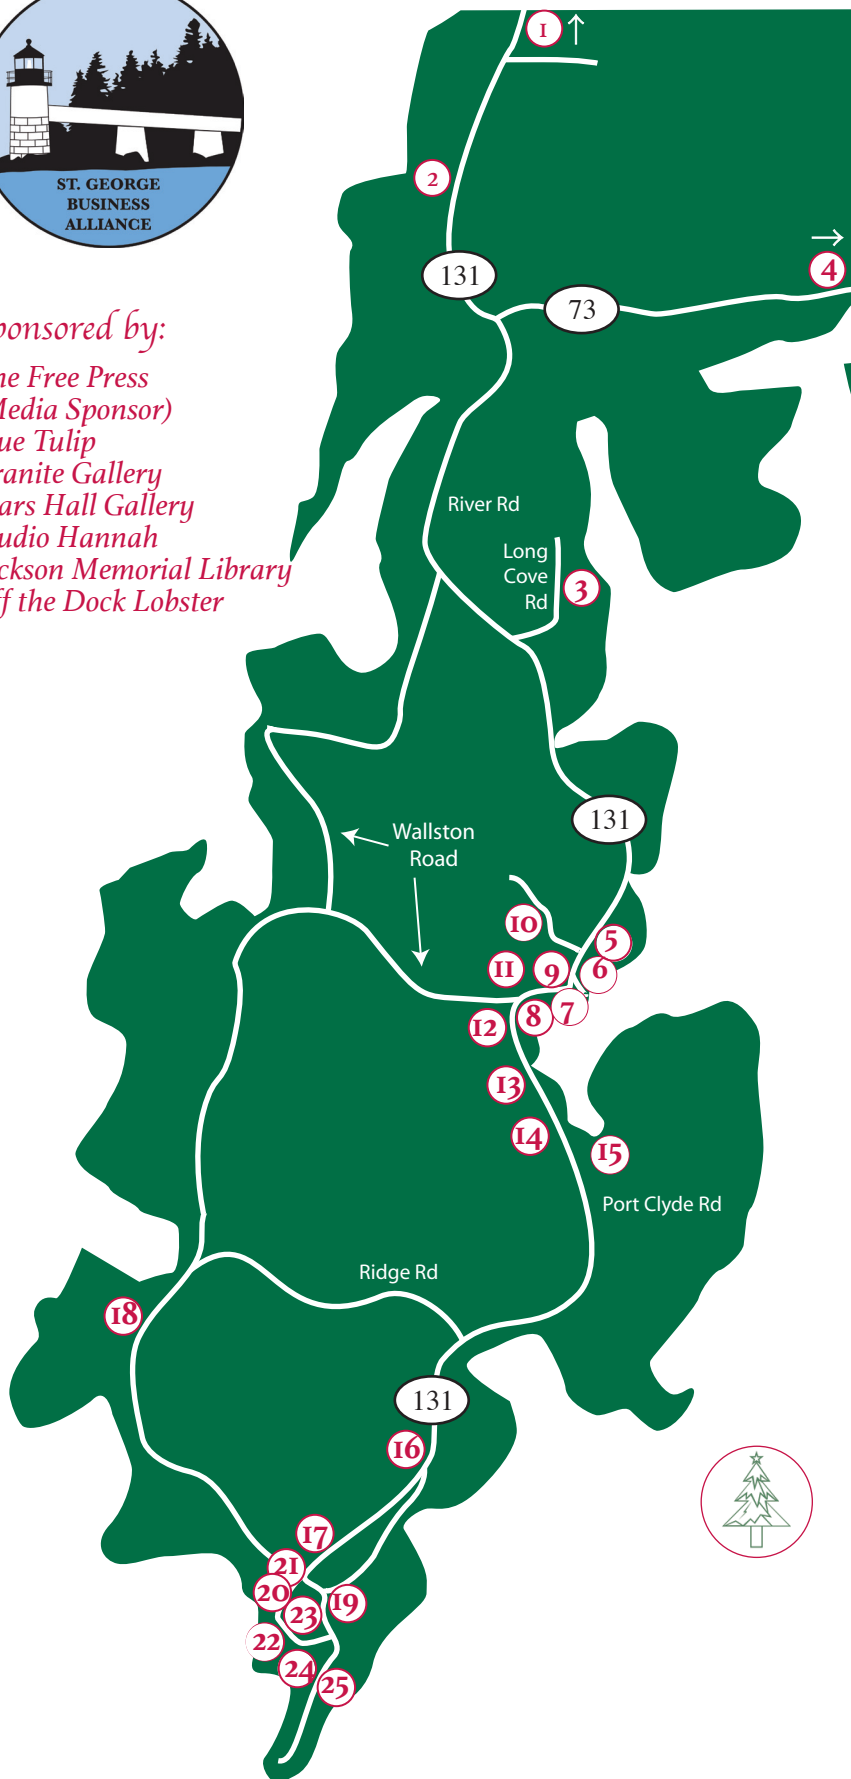 ST. GEORGE
BUSINESS
ALLIANCE
ponsored by:
ne Free Press
Media Sponsor)
ue Tulip
ranite Gallery
ars Hall Gallery
udio Hannah
ckson Memorial Library
ff the Dock Lobster
1
2
131
73
4
River Rd
Long
Cove
Rd
3
131
Wallston
Road
10
5
11
9
6
12
8
7
13
14
15
Port Clyde Rd
Ridge Rd
18
131
16
17
21
20
19
23
22
24
25